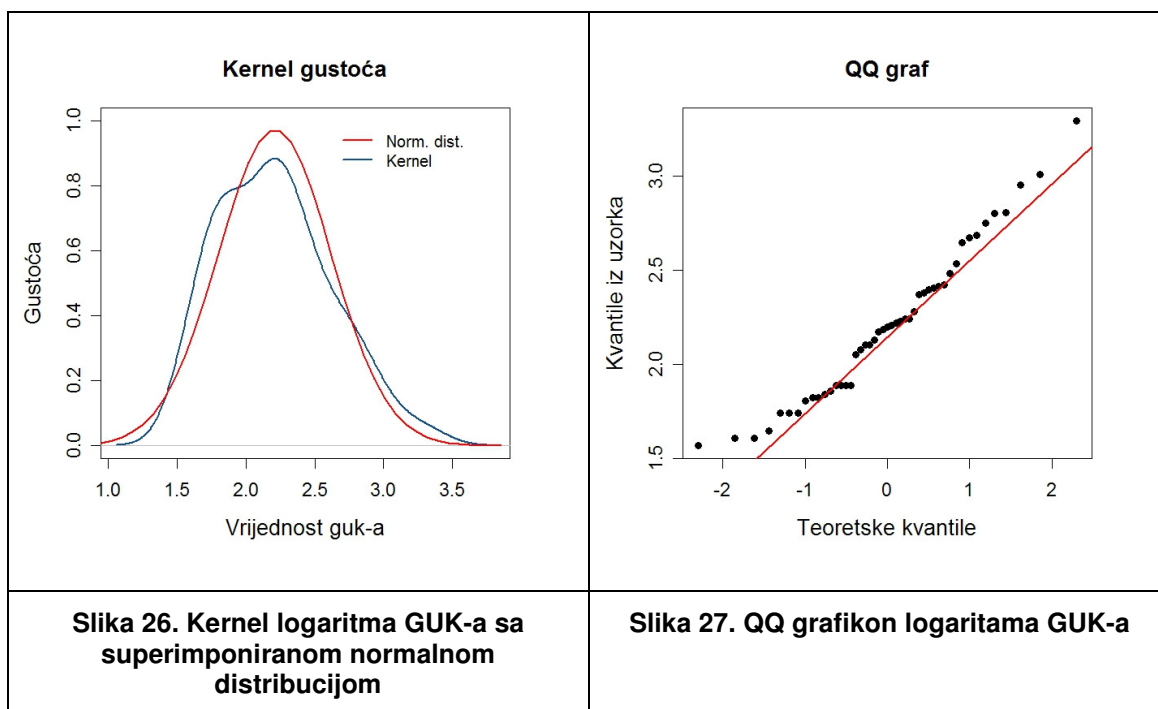 Kernel gustoća
Gustoća
0.0 0.2 0.4 0.6 0.8 1.0
Norm. dist.
Kernel
1.0 1.5 2.0 2.5 3.0 3.5
Vrijednost guk-a
QQ graf
Kvantile iz uzorka
1.5 2.0 2.5 3.0
-2 -1 0 1 2
Teoretske kvantile
Slika 26. Kernel logaritma GUK-a sa
superimponiranom normalnom
distribucijom
Slika 27. QQ grafikon logaritama GUK-a